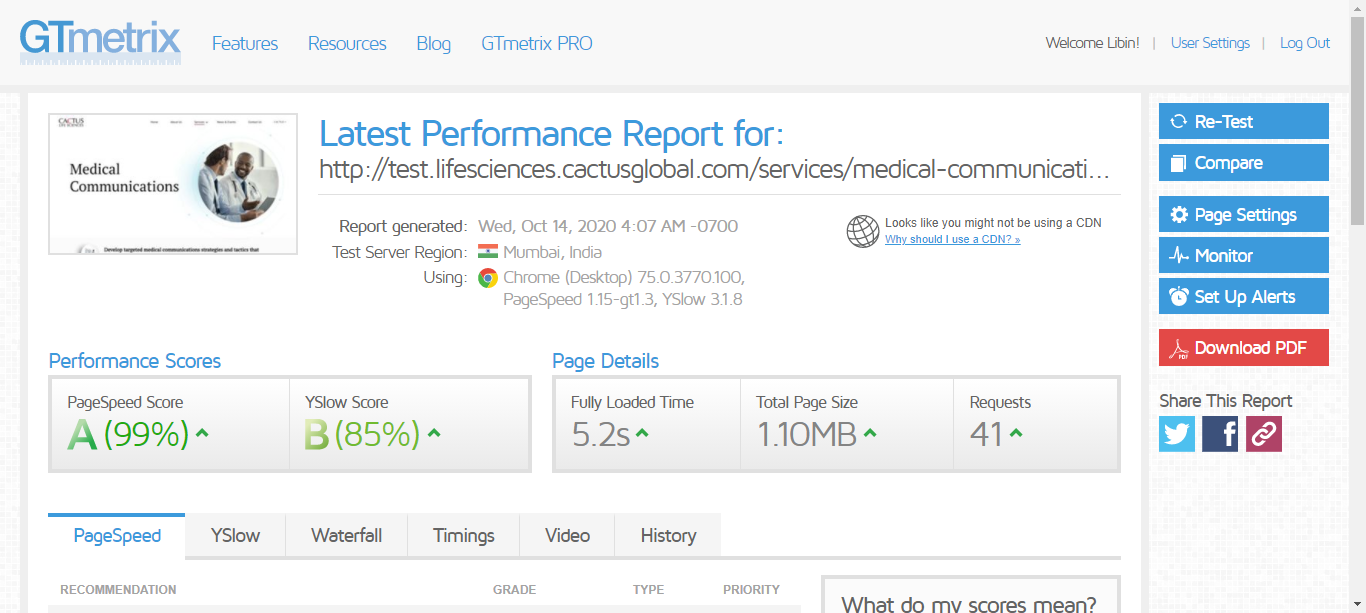 GTmetrix
Features Resources Blog GTmetrix PRO
Welcome Libin! | User Settings | Log Out
CACTUS
Medical
Communications
Develop targeted medical communications strategies and tactics that
Latest Performance Report for:
http://test.lifesciences.cactusglobal.com/services/medical-communicati...
Report generated: Wed, Oct 14, 2020 4:07 AM -0700
Test Server Region: Mumbai, India
Using: Chrome (Desktop) 75.0.3770.100,
PageSpeed 1.15-gt1.3, YSlow 3.1.8
Looks like you might not be using a CDN
Why should I use a CDN? »
Re-Test
Compare
Page Settings
Monitor
Set Up Alerts
PDF Download PDF
Share This Report
Performance Scores
PageSpeed Score YSlow Score
A (99%) B (85%)
Page Details
Fully Loaded Time Total Page Size Requests
5.2s 1.10MB 41
PageSpeed YSlow Waterfall Timings Video History
RECOMMENDATION GRADE TYPE PRIORITY
What do my scores mean?